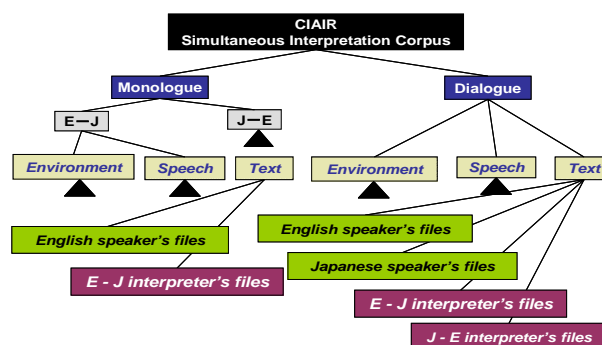 CIAIR
Simultaneous Interpretation Corpus
Monologue
Dialogue
E－J
J－E
Environment
Speech
Text
Environment
Speech
Text
English speaker's files
E - J interpreter's files
English speaker's files
Japanese speaker's files
E - J interpreter's files
J - E interpreter's files